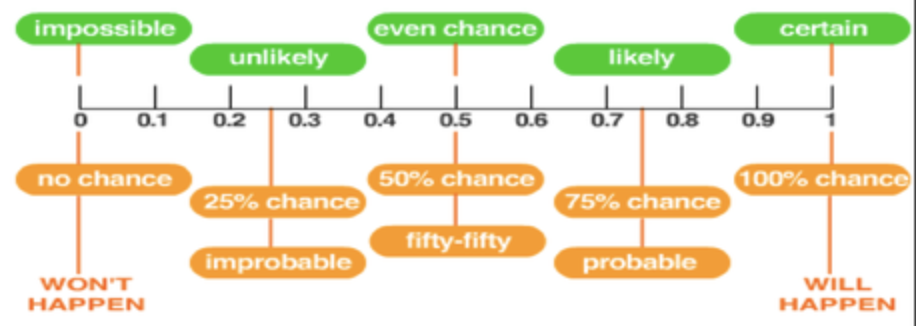 impossible
even chance
certain
unlikely
likely
0 0.1 0.2 0.3 0.4 0.5 0.6 0.7 0.8 0.9 1
no chance
50% chance
100% chance
25% chance
75% chance
fifty-fifty
improbable
probable
WON'T
HAPPEN
WILL
HAPPEN